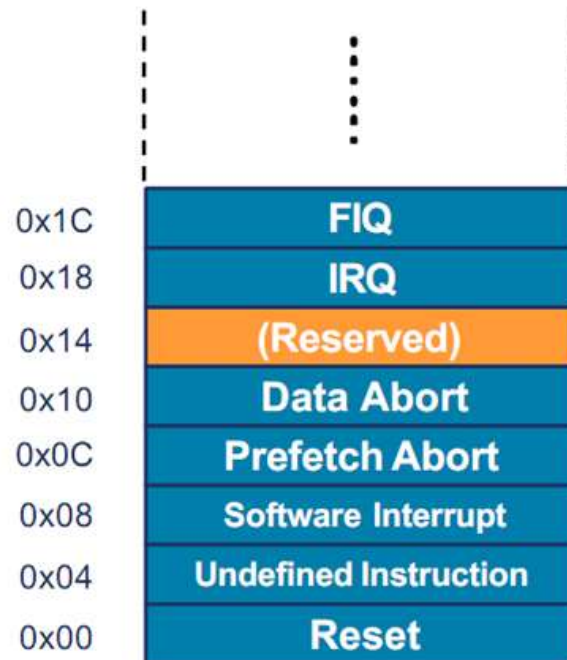 0x1C FIQ
0x18 IRQ
0x14 (Reserved)
0x10 Data Abort
0x0C Prefetch Abort
0x08 Software Interrupt
0x04 Undefined Instruction
0x00 Reset